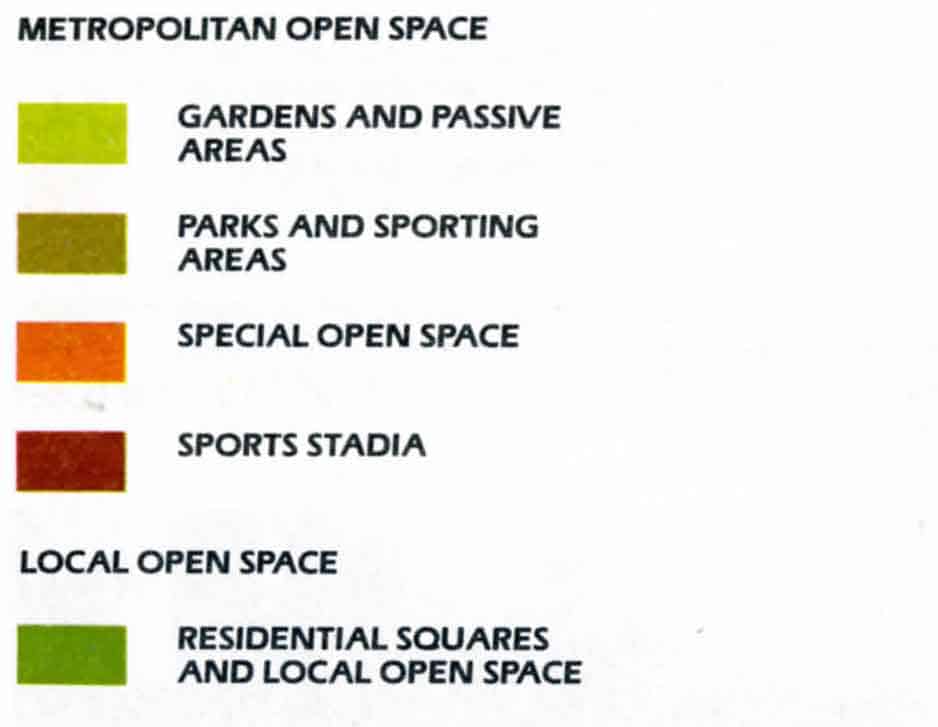 METROPOLITAN OPEN SPACE
GARDENS AND PASSIVE
AREAS
PARKS AND SPORTING
AREAS
SPECIAL OPEN SPACE
SPORTS STADIA
LOCAL OPEN SPACE
RESIDENTIAL SQUARES
AND LOCAL OPEN SPACE